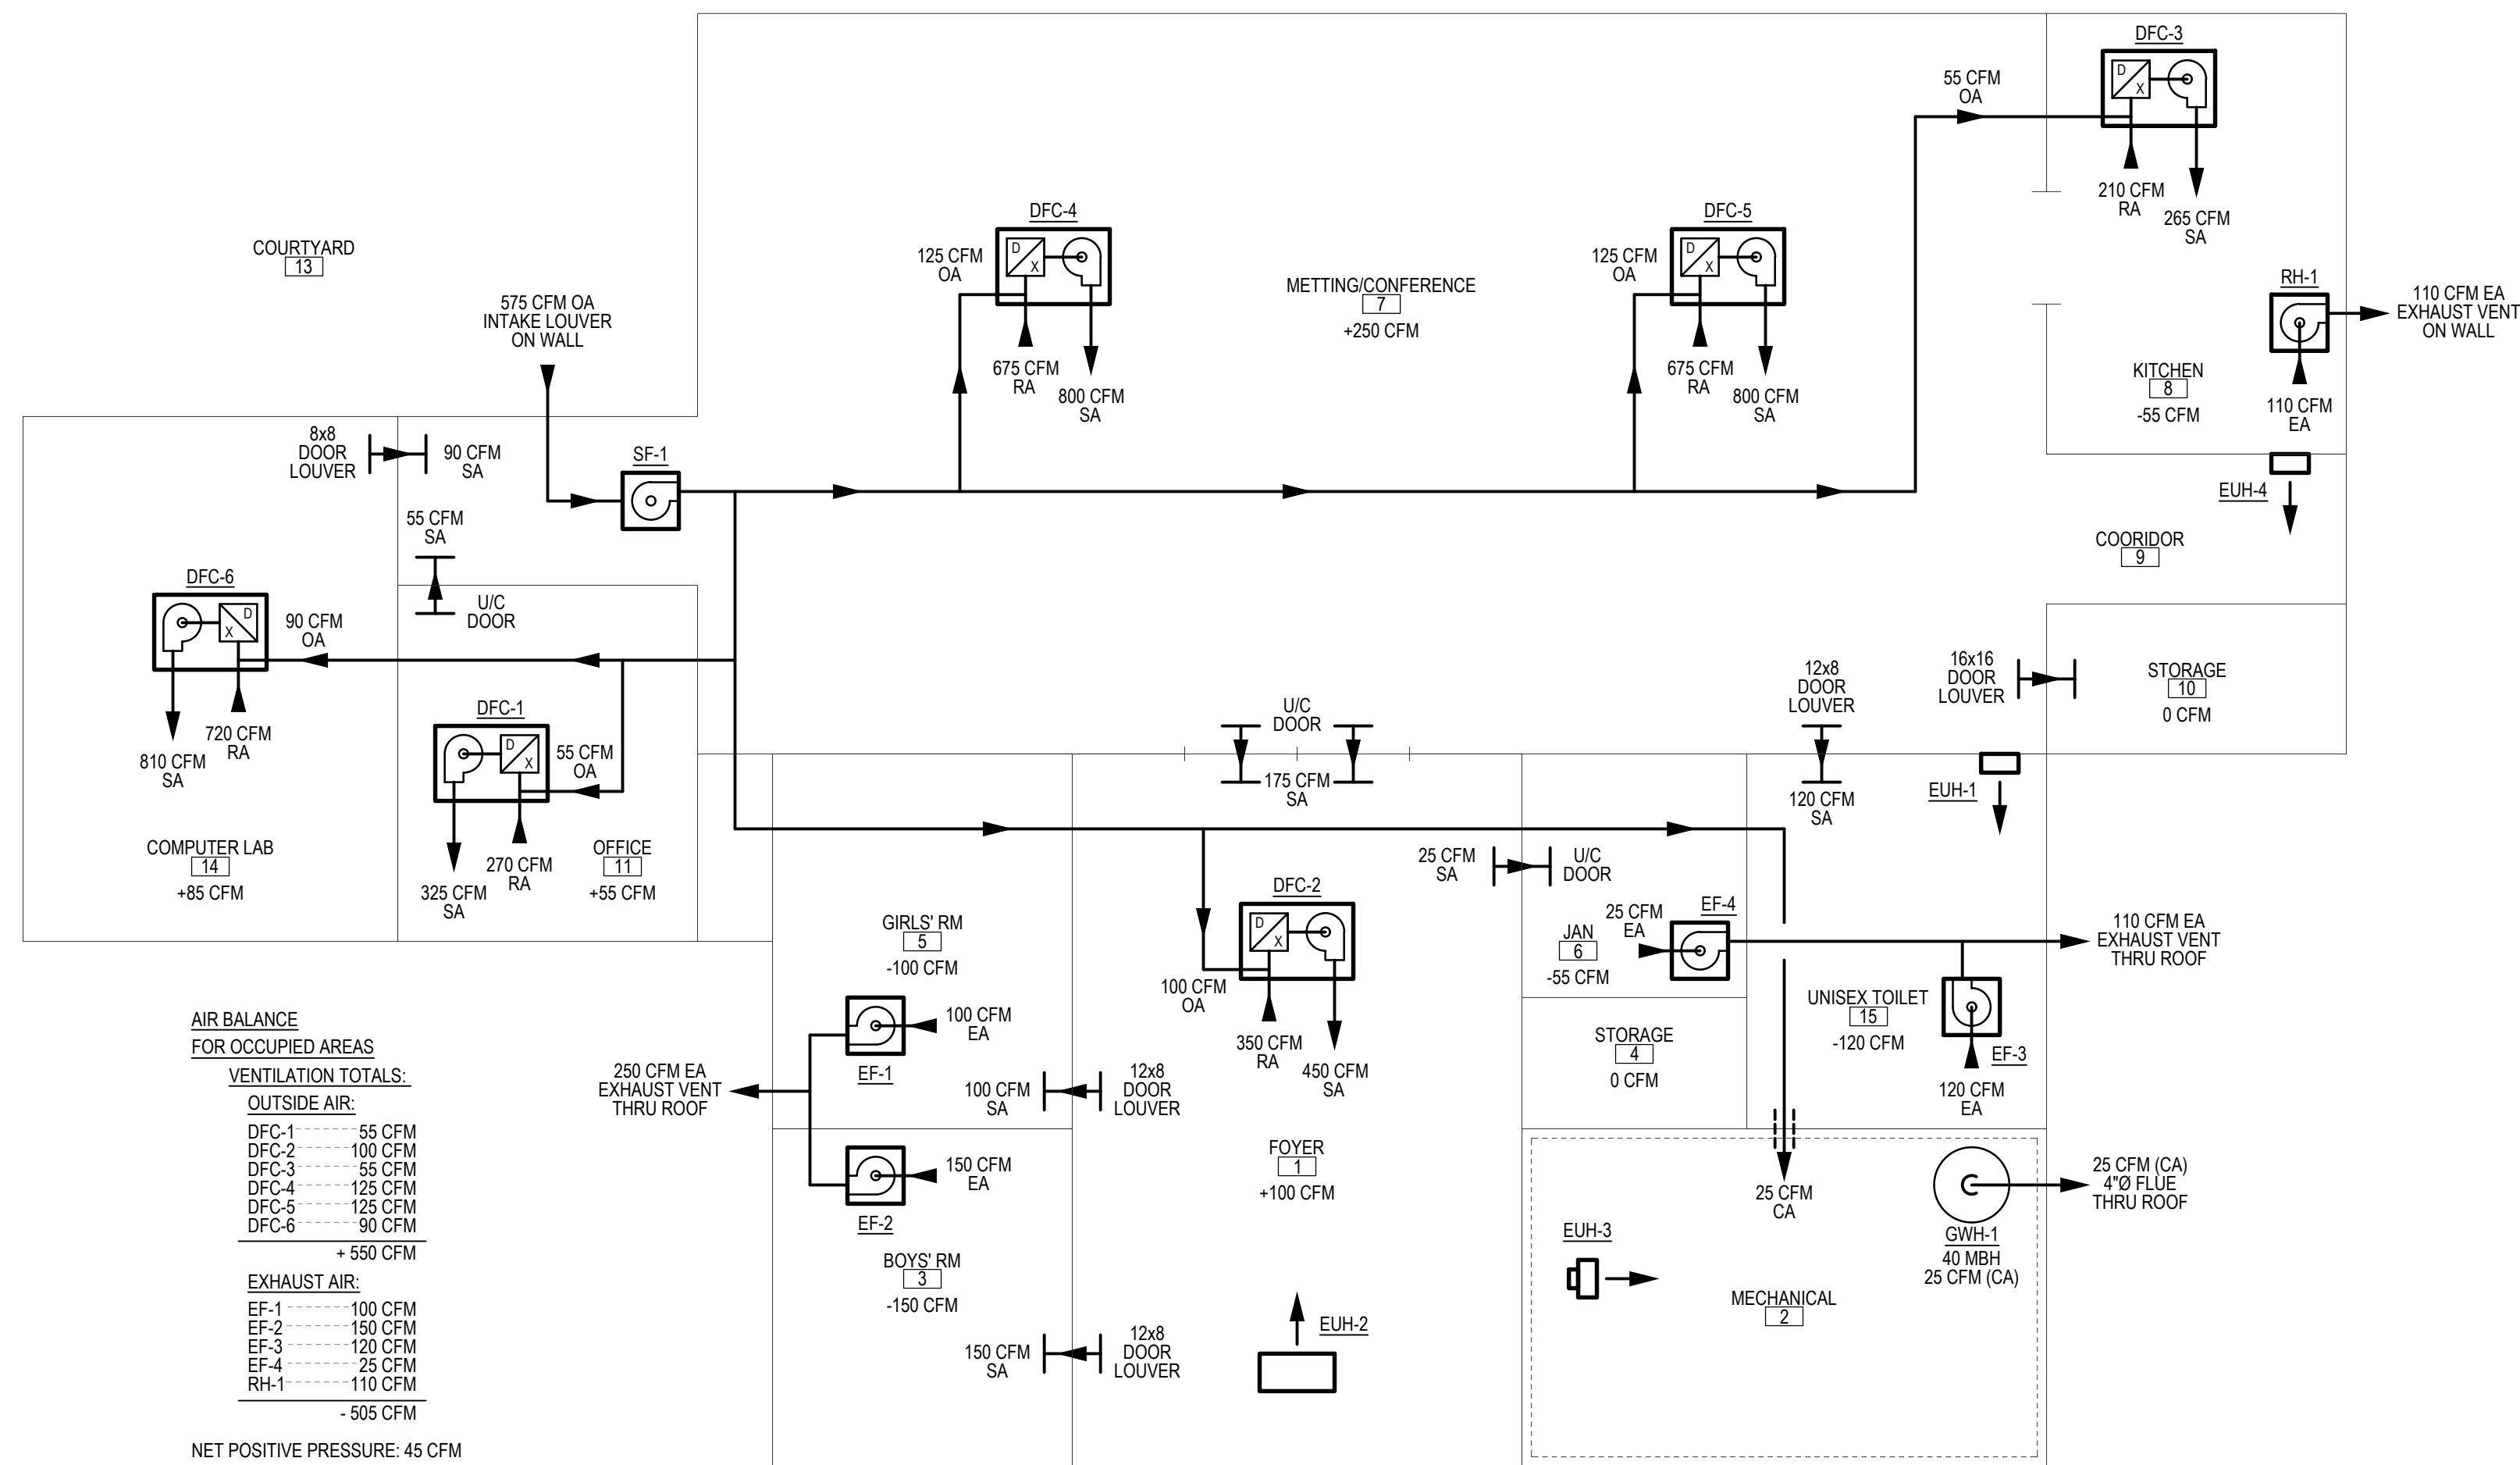 DFC-3
D
X
55 CFM
OA
210 CFM
RA
265 CFM
SA
DFC-4
D
X
125 CFM
OA
675 CFM
RA
800 CFM
SA
DFC-5
D
X
125 CFM
OA
675 CFM
RA
800 CFM
SA
COURTYARD
13
METTING/CONFERENCE
7
+250 CFM
575 CFM OA
INTAKE LOUVER
ON WALL
RH-1
110 CFM EA
EXHAUST VENT
ON WALL
KITCHEN
8
-55 CFM
110 CFM
EA
8x8
DOOR
LOUVER
90 CFM
SA
SF-1
EUH-4
55 CFM
SA
U/C
DOOR
COORIDOR
9
DFC-6
D
X
90 CFM
OA
720 CFM
RA
810 CFM
SA
DFC-1
D
X
55 CFM
OA
270 CFM
RA
325 CFM
SA
COMPUTER LAB
14
+85 CFM
OFFICE
11
+55 CFM
U/C
DOOR
175 CFM
SA
12x8
DOOR
LOUVER
120 CFM
SA
16x16
DOOR
LOUVER
STORAGE
10
0 CFM
EUH-1
25 CFM
SA
U/C
DOOR
GIRLS' RM
5
-100 CFM
DFC-2
D
X
100 CFM
OA
350 CFM
RA
450 CFM
SA
JAN
6
-55 CFM
25 CFM
EA
EF-4
110 CFM EA
EXHAUST VENT
THRU ROOF
UNISEX TOILET
15
-120 CFM
EF-3
120 CFM
EA
STORAGE
4
0 CFM
100 CFM
EA
EF-1
250 CFM EA
EXHAUST VENT
THRU ROOF
100 CFM
SA
12x8
DOOR
LOUVER
150 CFM
EA
EF-2
BOYS' RM
3
-150 CFM
150 CFM
SA
12x8
DOOR
LOUVER
FOYER
1
+100 CFM
EUH-2
25 CFM
CA
EUH-3
MECHANICAL
2
GWH-1
40 MBH
25 CFM (CA)
25 CFM (CA)
4"Ø FLUE
THRU ROOF
AIR BALANCE
FOR OCCUPIED AREAS
VENTILATION TOTALS:
OUTSIDE AIR:
DFC-1 55 CFM
DFC-2 100 CFM
DFC-3 55 CFM
DFC-4 125 CFM
DFC-5 125 CFM
DFC-6 90 CFM
+ 550 CFM
EXHAUST AIR:
EF-1 100 CFM
EF-2 150 CFM
EF-3 120 CFM
EF-4 25 CFM
RH-1 110 CFM
- 505 CFM
NET POSITIVE PRESSURE: 45 CFM